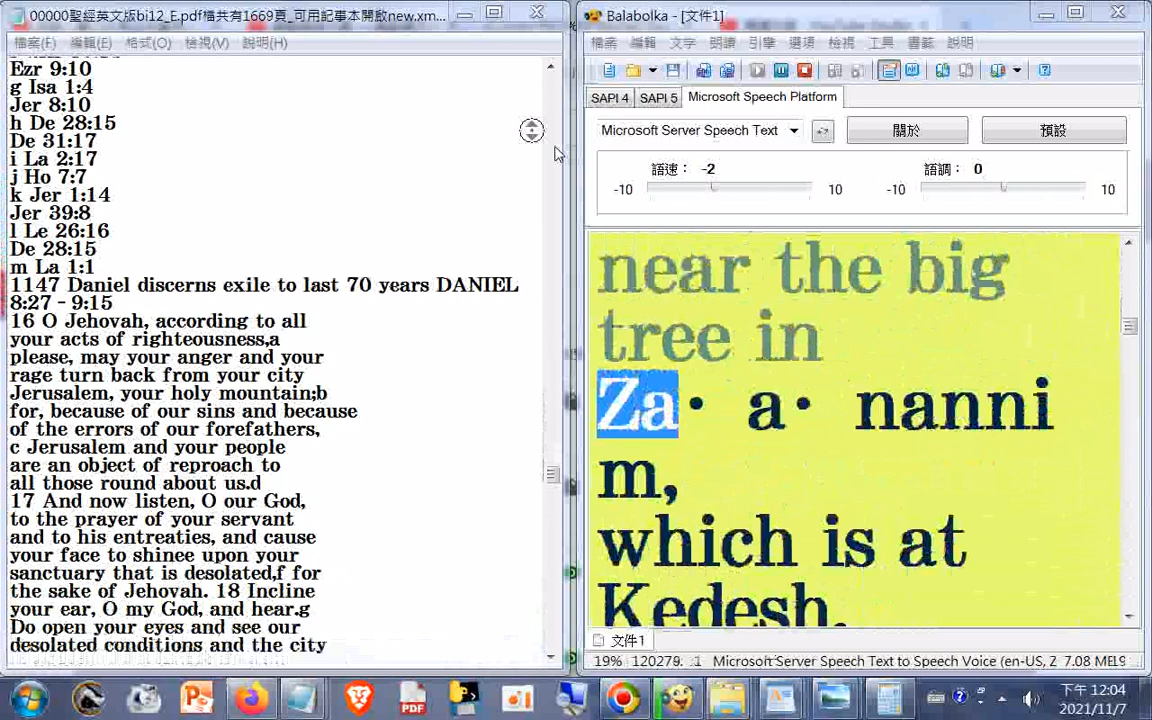 00000聖經英文版bi12_E.pdf檔共有1669頁_可用記事本開啟new.xm...
檔案(F) 編輯(E) 格式(O) 檢視(V) 說明(H)
Ezr 9:10
g Isa 1:4
Jer 8:10
h De 28:15
De 31:17
i La 2:17
j Ho 7:7
k Jer 1:14
Jer 39:8
l Le 26:16
De 28:15
m La 1:1
1147 Daniel discerns exile to last 70 years DANIEL
8:27 - 9:15
16 O Jehovah, according to all
your acts of righteousness,a
please, may your anger and your
rage turn back from your city
Jerusalem, your holy mountain;b
for, because of our sins and because
of the errors of our forefathers,
c Jerusalem and your people
are an object of reproach to
all those round about us.d
17 And now listen, O our God,
to the prayer of your servant
and to his entreaties, and cause
your face to shinee upon your
sanctuary that is desolated,f for
the sake of Jehovah. 18 Incline
your ear, O my God, and hear.g
Do open your eyes and see our
desolated conditions and the city
Balabolka - [文件1]
檔案 編輯 文字 朗讀 引擎 選項 檢視 工具 書籤 說明
SAPI 4 SAPI 5 Microsoft Speech Platform
Microsoft Server Speech Text 關於 預設
語速： -2 語調： 0
-10 10 -10 10
near the big
tree in
Za· a· nanni
m,
which is at
Kedesh.
文件1
19% 120279: 1 Microsoft Server Speech Text to Speech Voice (en-US, Z 7.08 МЕ
下午 12:04
2021/11/7